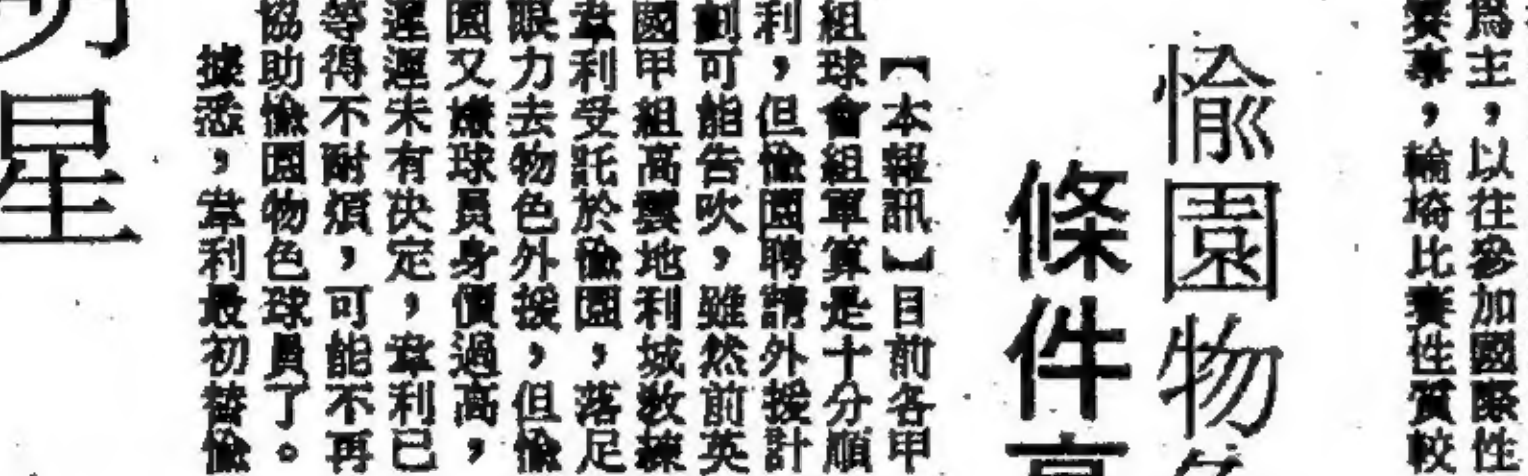 爲主，以往參加國際性
賽事，輪椅比賽性質較
愉園物色
條件高
【本報訊】目前各甲
組球會組軍算是十分順
利，但愉園聘請外援計
劃可能告吹，雖然前英
國甲組高雲地利城教練
韋利受託於愉園，落足
眼力去物色外援，但愉
園又嫌球員身價過高，
遲遲未有決定，韋利已
等得不耐煩，可能不再
協助愉園物色球員了。
據悉，韋利最初替愉
明星